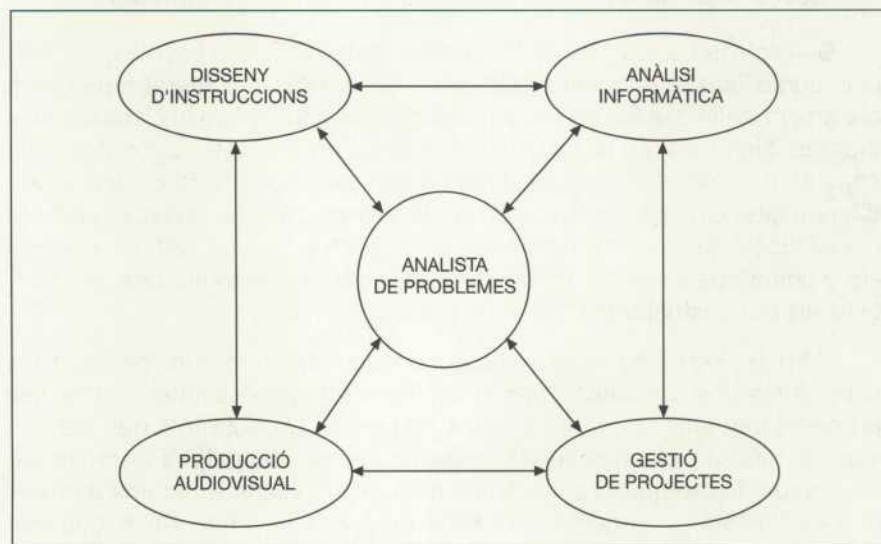 DISSENY
D'INSTRUCCIONS
ANÀLISI
INFORMÀTICA
ANALISTA
DE PROBLEMES
PRODUCCIÓ
AUDIOVISUAL
GESTIÓ
DE PROJECTES